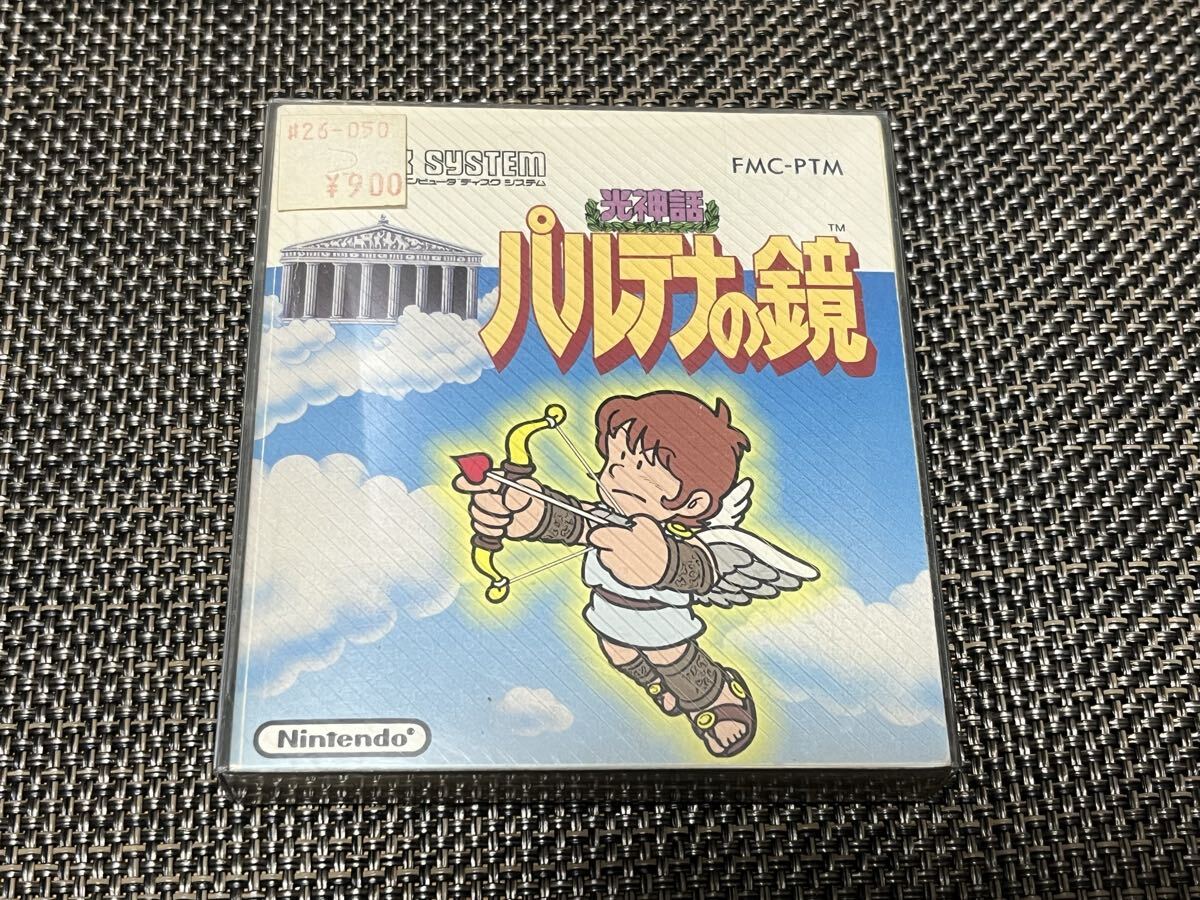 #26-050
¥900
SYSTEM
ピュータ ディスク システム
FMC-PTM
光神話
パルテナの鏡
TM
Nintendo®